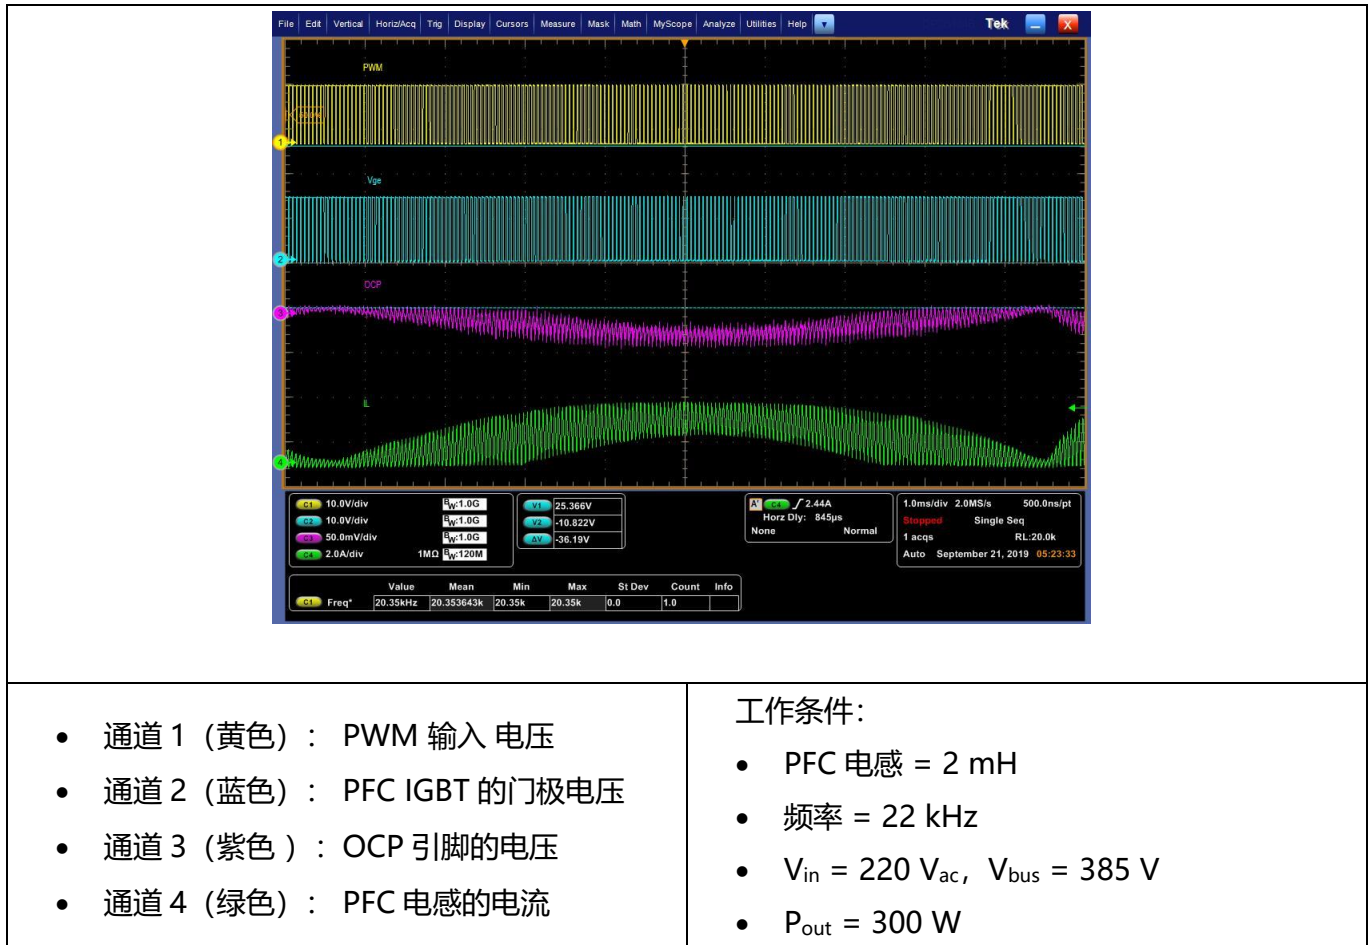 File Edit Vertical Horiz/Acq Trig Display Cursors Measure Mask Math MyScope Analyze Utilities Help Tek X
PWM
1
Vge
2
OCP
3
IL
4
C1 10.0V/div BW:1.0G
C2 10.0V/div BW:1.0G
C3 50.0mV/div BW:1.0G
C4 2.0A/div 1MΩ BW:120M
V1 25.366V
V2 -10.822V
ΔV -36.19V
A' C4 2.44A
Horz Dly: 845µs
None Normal
1.0ms/div 2.0MS/s 500.0ns/pt
Stopped Single Seq
1 acqs RL:20.0k
Auto September 21, 2019 05:23:33
Value Mean Min Max St Dev Count Info
C1 Freq* 20.35kHz 20.353643k 20.35k 20.35k 0.0 1.0
• 通道 1（黄色）： PWM 输入 电压
• 通道 2（蓝色）： PFC IGBT 的门极电压
• 通道 3（紫色 ）：OCP 引脚的电压
• 通道 4（绿色）： PFC 电感的电流
工作条件：
• PFC 电感 = 2 mH
• 频率 = 22 kHz
• Vin = 220 Vac，Vbus = 385 V
• Pout = 300 W